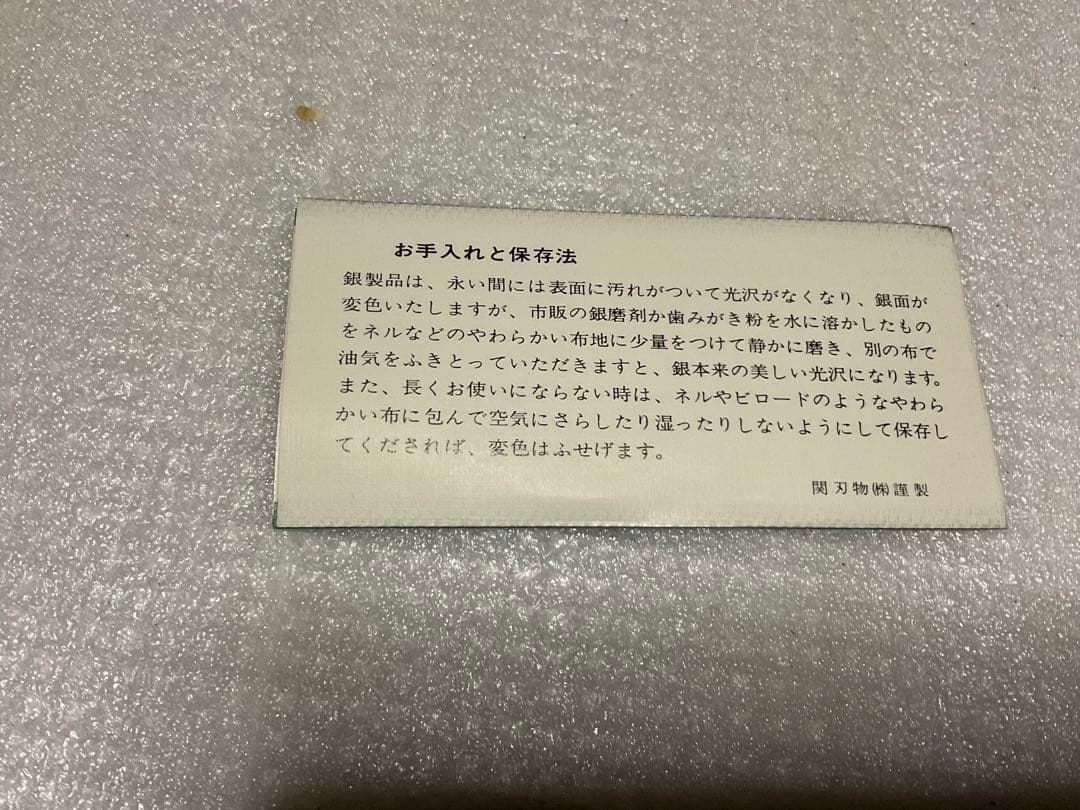 お手入れと保存法
銀製品は、永い間には表面に汚れがついて光沢がなくなり、銀面が
変色いたしますが、市販の銀磨剤か歯みがき粉を水に溶かしたもの
をネルなどのやわらかい布地に少量をつけて静かに磨き、別の布で
油気をふきとっていただきますと、銀本来の美しい光沢になります。
また、長くお使いにならない時は、ネルやビロードのようなやわら
かい布に包んで空気にさらしたり湿ったりしないようにして保存し
てくだされば、変色はふせげます。
関刃物㈱謹製